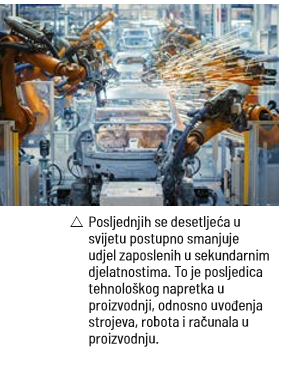 △ Posljednjih se desetljeća u
svijetu postupno smanjuje
udjel zaposlenih u sekundarnim
djelatnostima. To je posljedica
tehnološkog napretka u
proizvodnji, odnosno uvođenja
strojeva, robota i računala u
proizvodnju.